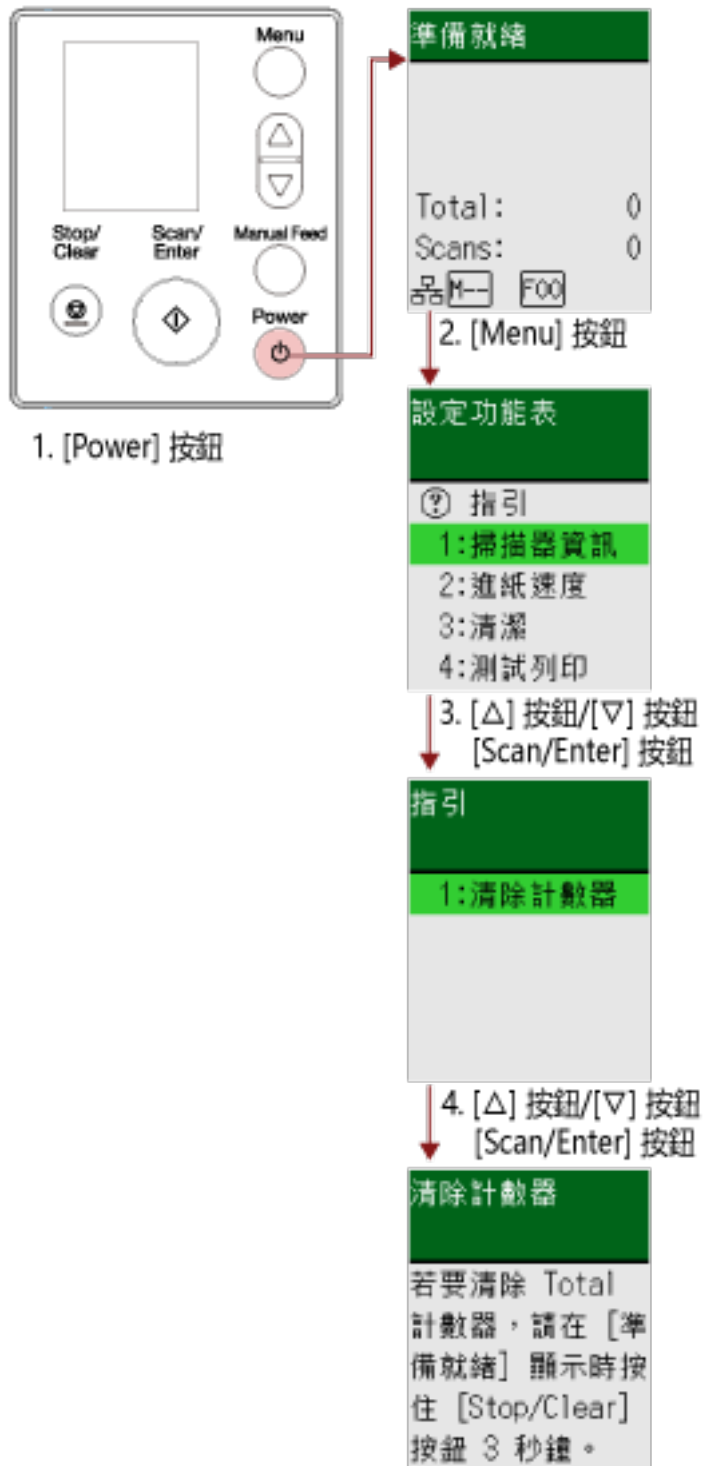 Menu
Stop/
Clear
Scan/
Enter
Manual Feed
Power
1. [Power] 按鈕
準備就緒
Total: 0
Scans: 0
M-- F00
2. [Menu] 按鈕
設定功能表
? 指引
1:掃描器資訊
2:進紙速度
3:清潔
4:測試列印
3. [△] 按鈕/[▽] 按鈕
[Scan/Enter] 按鈕
指引
1:清除計數器
4. [△] 按鈕/[▽] 按鈕
[Scan/Enter] 按鈕
清除計數器
若要清除 Total
計數器，請在 [準
備就緒] 顯示時按
住 [Stop/Clear]
按鈕 3 秒鐘。